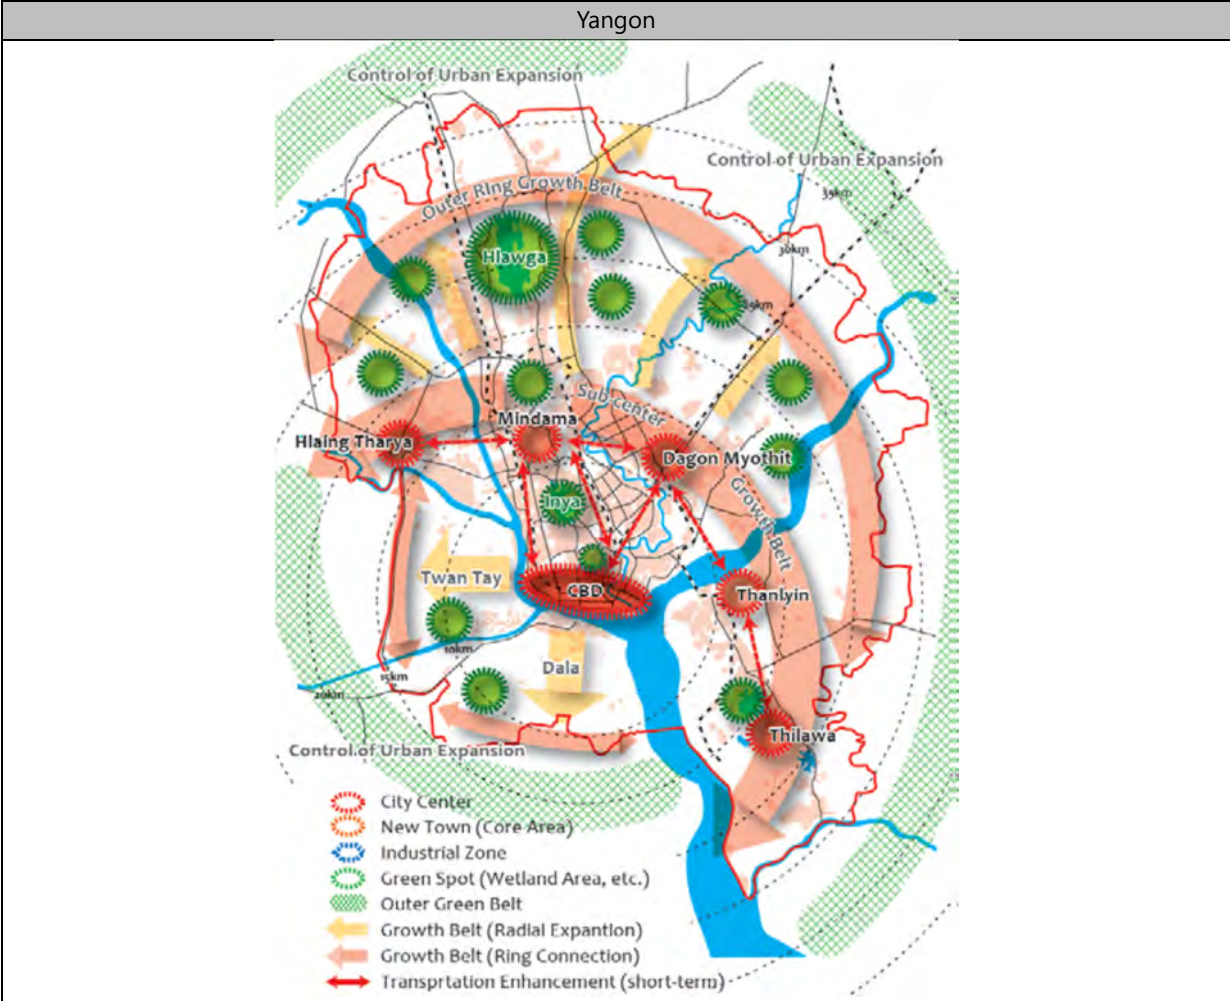 Yangon
Control of Urban Expansion
Control of Urban Expansion
35km
Outer Ring Growth Belt
30km
Hlawga
25km
Sub center
Mindama
Hlaing Tharya
Dagon Myothit
Growth Belt
Inya
Twan Tay
CBD
Thanlyin
10km
Dala
15km
20km
Thilawa
Control of Urban Expansion
City Center
New Town (Core Area)
Industrial Zone
Green Spot (Wetland Area, etc.)
Outer Green Belt
Growth Belt (Radial Expantion)
Growth Belt (Ring Connection)
Transprtation Enhancement (short-term)